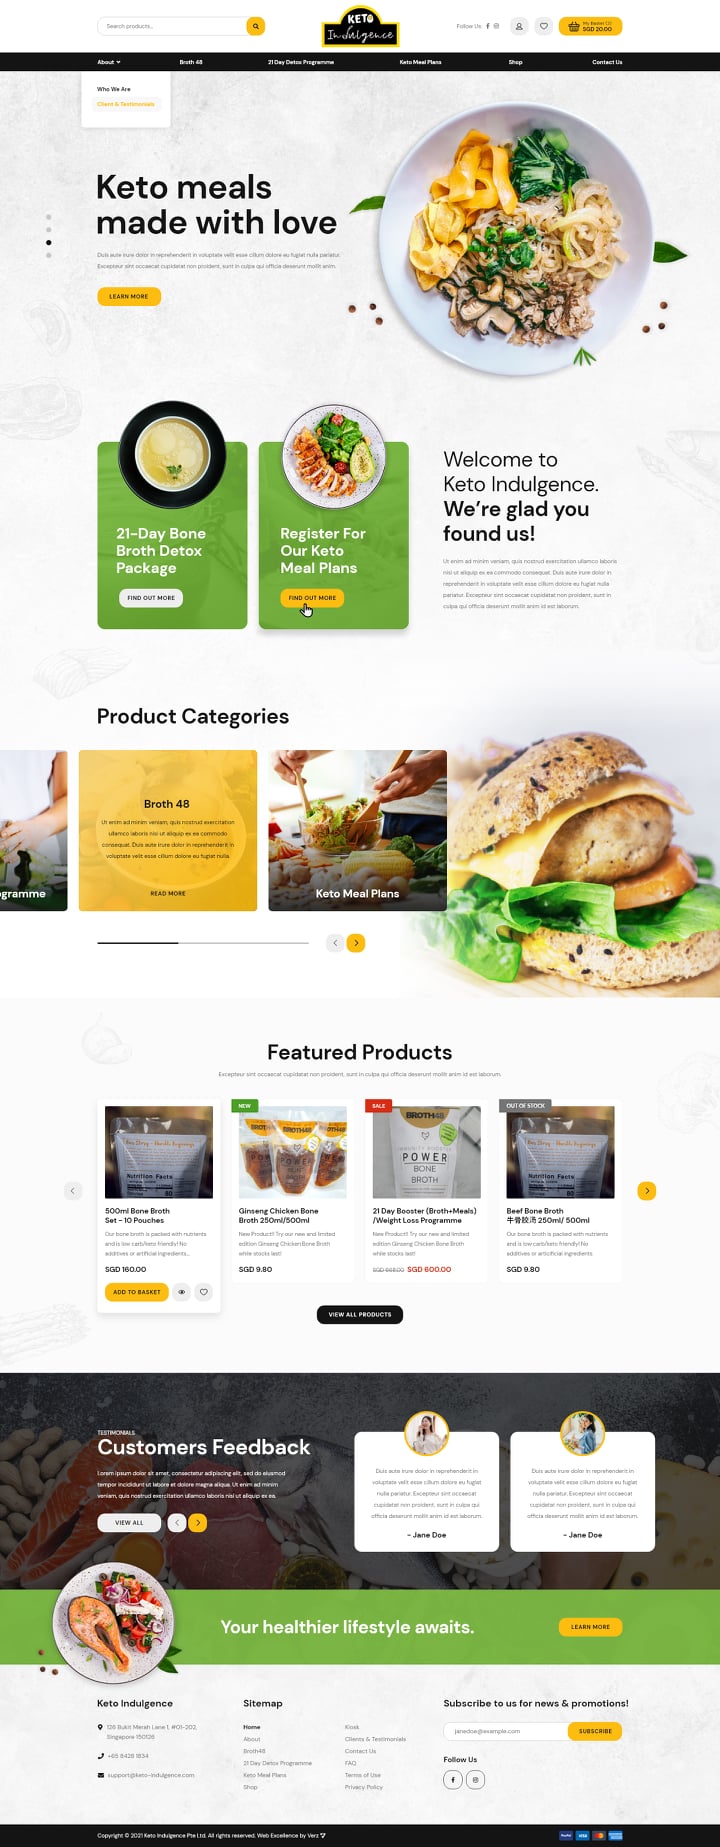 Search products...
KETO
Indulgence
Follow Us
My Basket (3)
SGD 20.00
About
Broth 48
21 Day Detox Programme
Keto Meal Plans
Shop
Contact Us
Who We Are
Client & Testimonials
Keto meals
made with love
Duis aute irure dolor in reprehenderit in voluptate velit esse cillum dolore eu fugiat nulla pariatur.
Excepteur sint occaecat cupidatat non proident, sunt in culpa qui officia deserunt mollit anim.
LEARN MORE
21-Day Bone
Broth Detox
Package
FIND OUT MORE
Register For
Our Keto
Meal Plans
FIND OUT MORE
Welcome to
Keto Indulgence.
We're glad you
found us!
Ut enim ad minim veniam, quis nostrud exercitation ullamco laboris
nisi ut aliquip ex ea commodo consequat. Duis aute irure dolor in
reprehenderit in voluptate velit esse cillum dolore eu fugiat nulla
pariatur. Excepteur sint occaecat cupidatat non proident, sunt in
culpa qui officia deserunt mollit anim id est laborum.
Product Categories
ogramme
Broth 48
Ut enim ad minim veniam, quis nostrud exercitation
ullamco laboris nisi ut aliquip ex ea commodo
consequat. Duis aute irure dolor in reprehenderit in
voluptate velit esse cillum dolore eu fugiat nulla.
READ MORE
Keto Meal Plans
Featured Products
Excepteur sint occaecat cupidatat non proident, sunt in culpa qui officia deserunt mollit anim id est laborum.
Nutrition Facts
80
500ml Bone Broth
Set - 10 Pouches
Our bone broth is packed with nutrients
and is low carb/keto friendly! No
additives or artificial ingredients...
SGD 160.00
ADD TO BASKET
NEW
BROTH48
POWER
Ginseng Chicken Bone
Broth 250ml/500ml
New Product!! Try our new and limited
edition Ginseng Chicken Bone Broth
while stocks last!
SGD 9.80
SALE
BROTH48
IMMUNITY BOOSTER
POWER
BONE
BROTH
21 Day Booster (Broth+Meals)
/Weight Loss Programme
New Product!! Try our new and limited
edition Ginseng Chicken Bone Broth
while stocks last!
SGD 668.00 SGD 600.00
OUT OF STOCK
Nutrition Facts
80
Beef Bone Broth
牛骨胶汤 250ml/ 500ml
Our bone broth is packed with nutrients
and is low carb/keto friendly! No
additives or artificial ingredients
SGD 9.80
VIEW ALL PRODUCTS
TESTIMONIALS
Customers Feedback
Lorem ipsum dolor sit amet, consectetur adipiscing elit, sed do eiusmod
tempor incididunt ut labore et dolore magna aliqua. Ut enim ad minim
veniam, quis nostrud exercitation ullamco laboris nisi ut aliquip ex ea.
VIEW ALL
Duis aute irure dolor in reprehenderit in
voluptate velit esse cillum dolore eu fugiat
velit. Excepteur sint occaecat cupidatat
non proident, sunt in culpa qui
officia deserunt mollit anim id est laborum.
- Jane Doe
Duis aute irure dolor in reprehenderit in
voluptate velit esse cillum dolore eu fugiat
velit. Excepteur sint occaecat cupidatat
non proident, sunt in culpa qui
officia deserunt mollit anim id est laborum.
- Jane Doe
Your healthier lifestyle awaits.
LEARN MORE
Keto Indulgence
126 Bukit Merah Lane 1, #01-202,
Singapore 150126
+65 8428 1834
support@keto-indulgence.com
Sitemap
Home
About
Broth48
21 Day Detox Programme
Keto Meal Plans
Shop
Kiosk
Clients & Testimonials
Contact Us
FAQ
Terms of Use
Privacy Policy
Subscribe to us for news & promotions!
janedoe@example.com
SUBSCRIBE
Follow Us
Copyright © 2021 Keto Indulgence Pte Ltd. All rights reserved. Web Excellence by Verz
PayPal
VISA